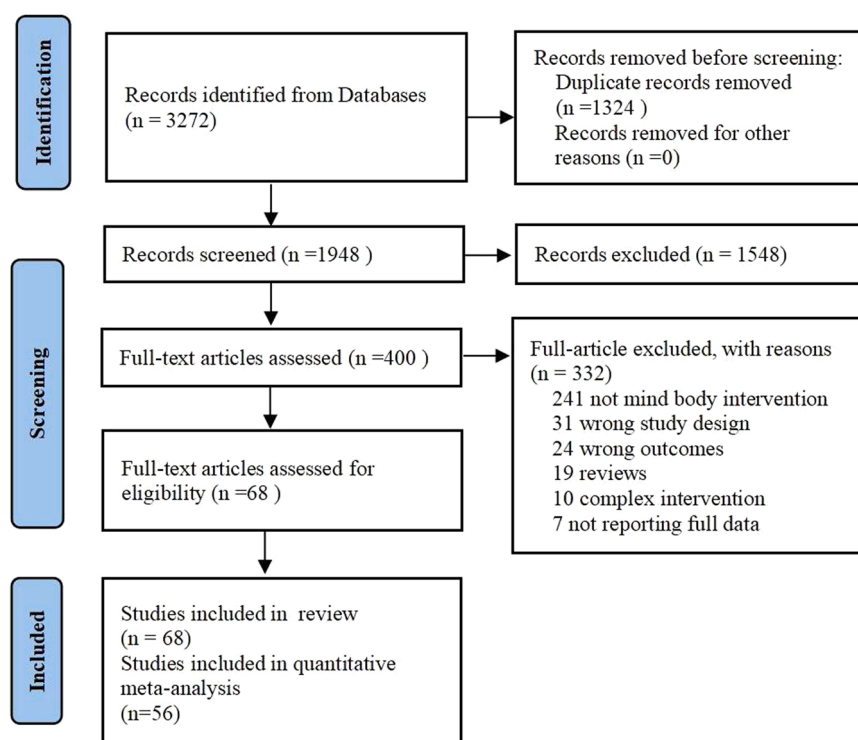 Identification
Records identified from Databases
(n = 3272)
Records removed before screening:
Duplicate records removed
(n =1324 )
Records removed for other
reasons (n =0)
Screening
Records screened (n =1948 )
Records excluded (n = 1548)
Full-text articles assessed (n =400 )
Full-article excluded, with reasons
(n = 332)
241 not mind body intervention
31 wrong study design
24 wrong outcomes
19 reviews
10 complex intervention
7 not reporting full data
Full-text articles assessed for
eligibility (n =68 )
Included
Studies included in review
(n = 68)
Studies included in quantitative
meta-analysis
(n=56)